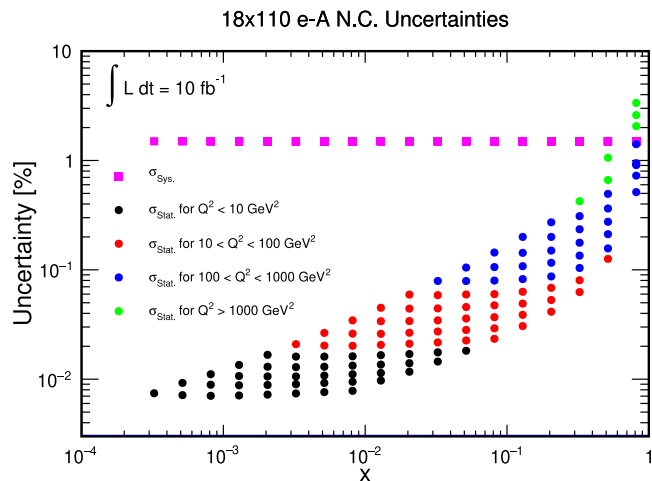 18x110 e-A N.C. Uncertainties
∫ L dt = 10 fb⁻¹
σSys.
σStat. for Q² < 10 GeV²
σStat. for 10 < Q² < 100 GeV²
σStat. for 100 < Q² < 1000 GeV²
σStat. for Q² > 1000 GeV²
Uncertainty [%]
10
1
10⁻¹
10⁻²
10⁻⁴ 10⁻³ 10⁻² 10⁻¹ 1
x